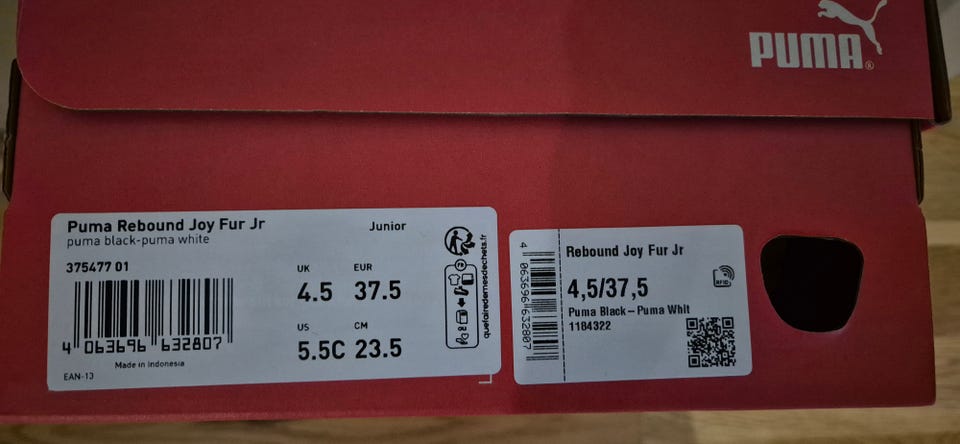 PUMA®
Puma Rebound Joy Fur Jr
Junior
puma black-puma white
375477 01
UK
EUR
4.5
37.5
US
CM
5.5C
23.5
4 063696 632807
Made in Indonesia
EAN-13
FR
quefairedemesdechets.fr
4 063696 632807
Rebound Joy Fur Jr
RFID
4,5/37,5
Puma Black – Puma Whit
1184322